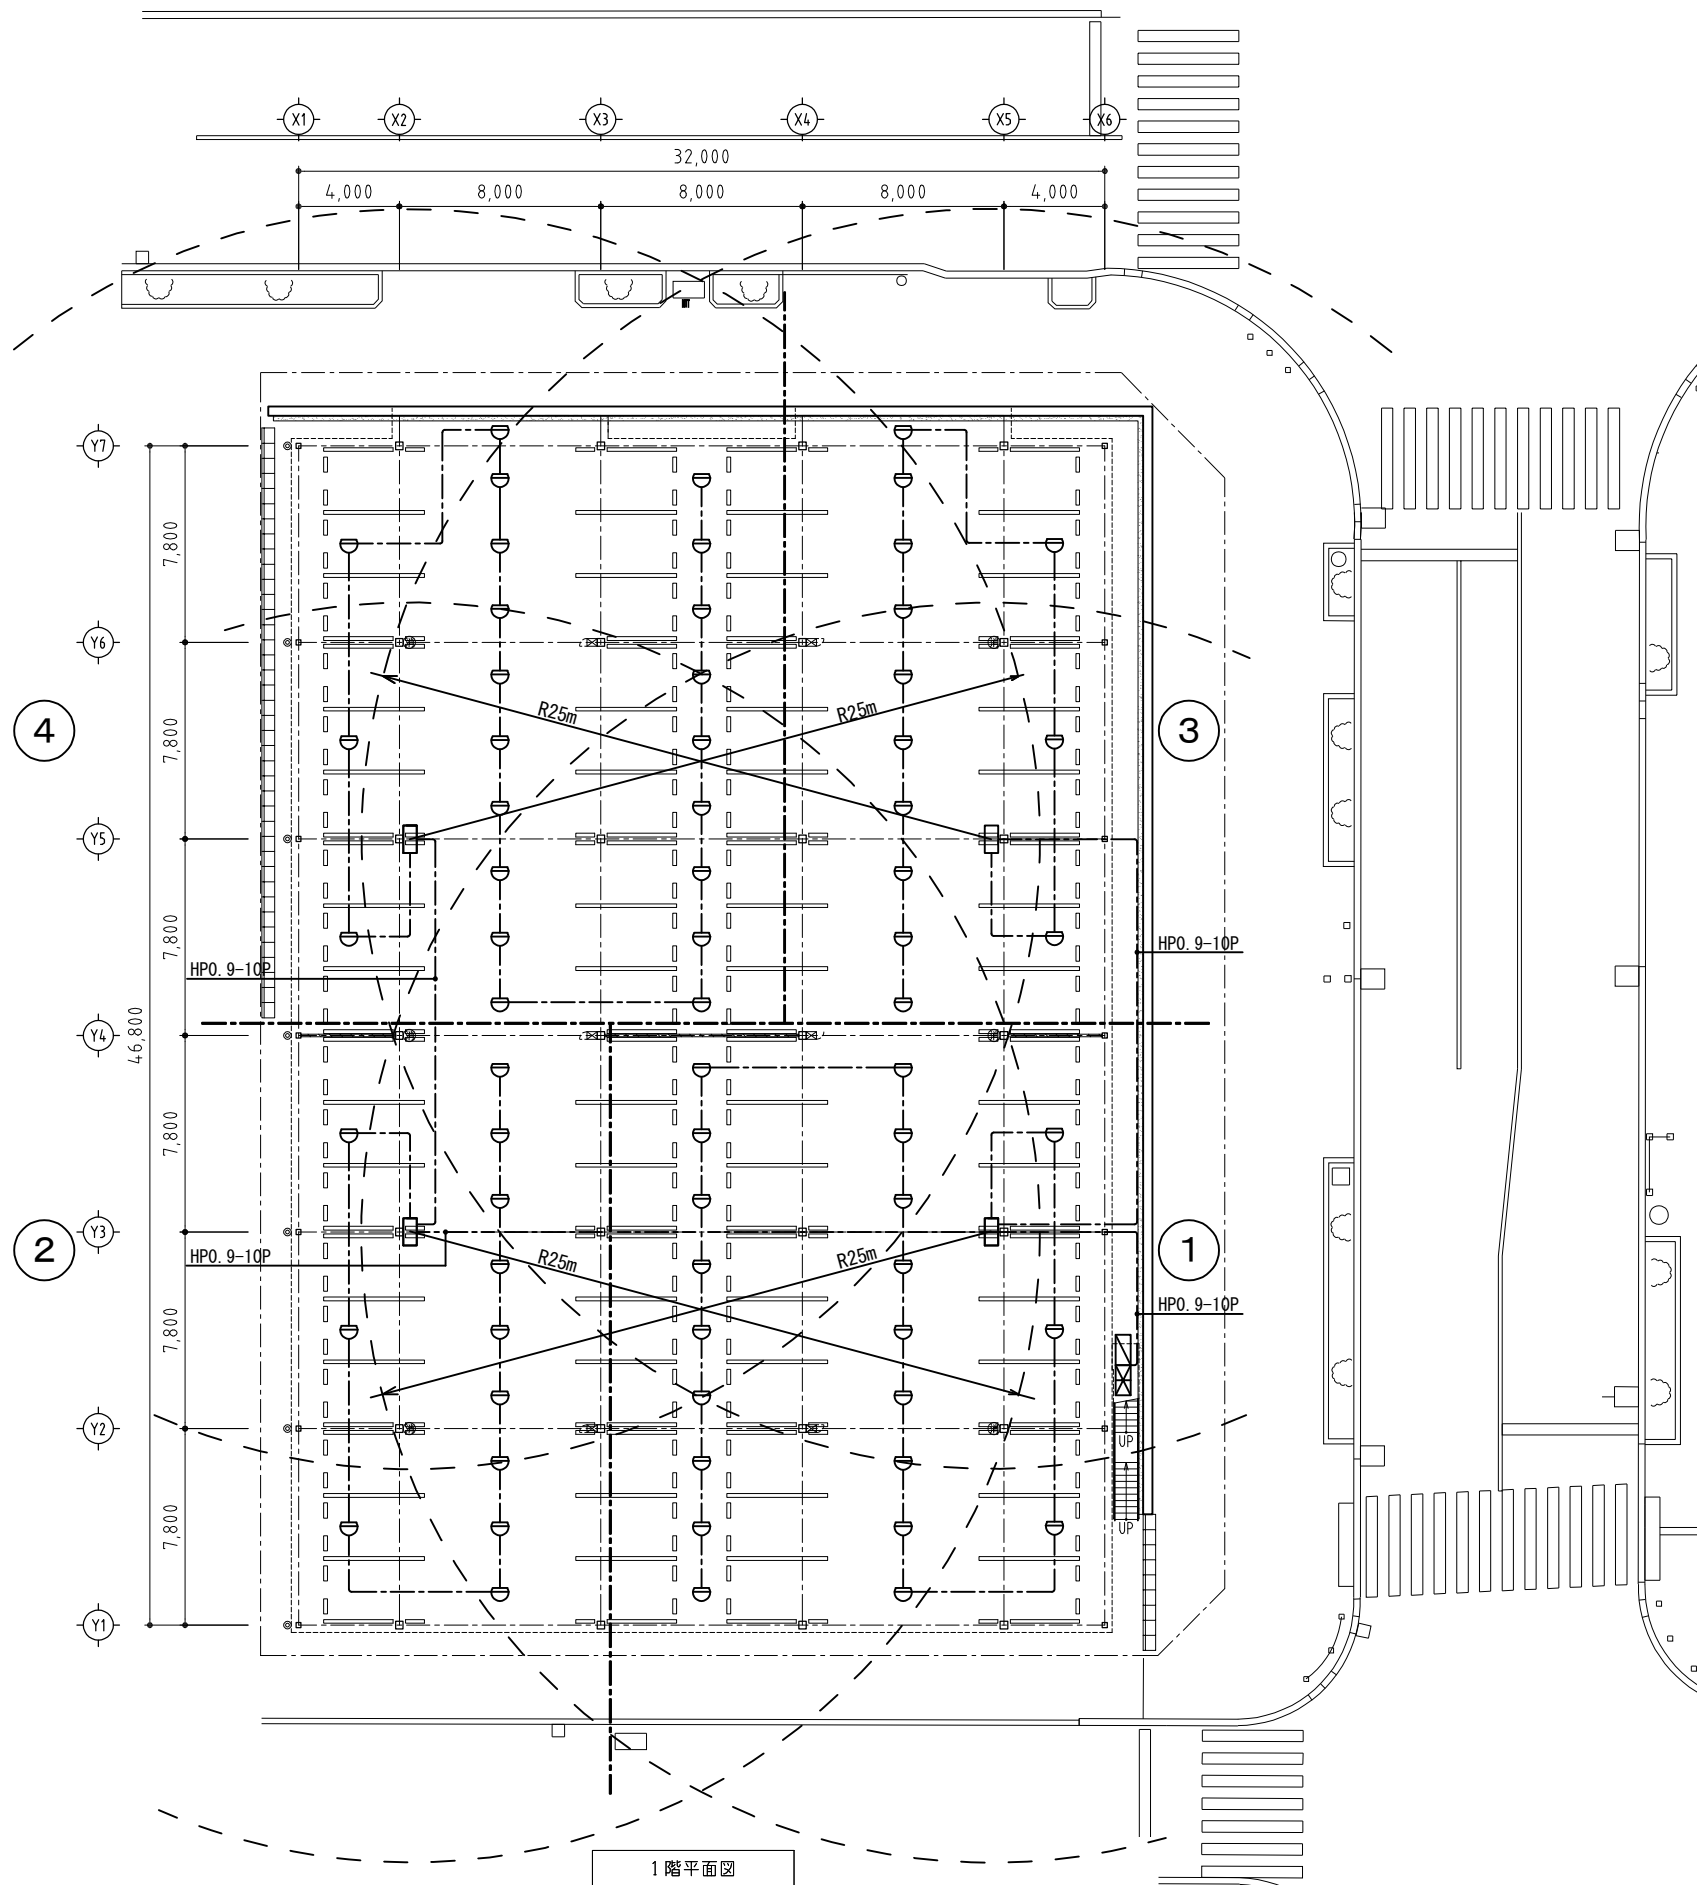 X1 X2 X3 X4 X5 X6
32,000
4,000 8,000 8,000 8,000 4,000
Y7
7,800
Y6
R25m R25m
4
3
7,800
Y5
7,800
HP0.9-10P
HP0.9-10P
46,800
Y4
7,800
Y3
HP0.9-10P
R25m R25m
2
1
HP0.9-10P
7,800
Y2
UP
7,800
UP
Y1
1階平面図